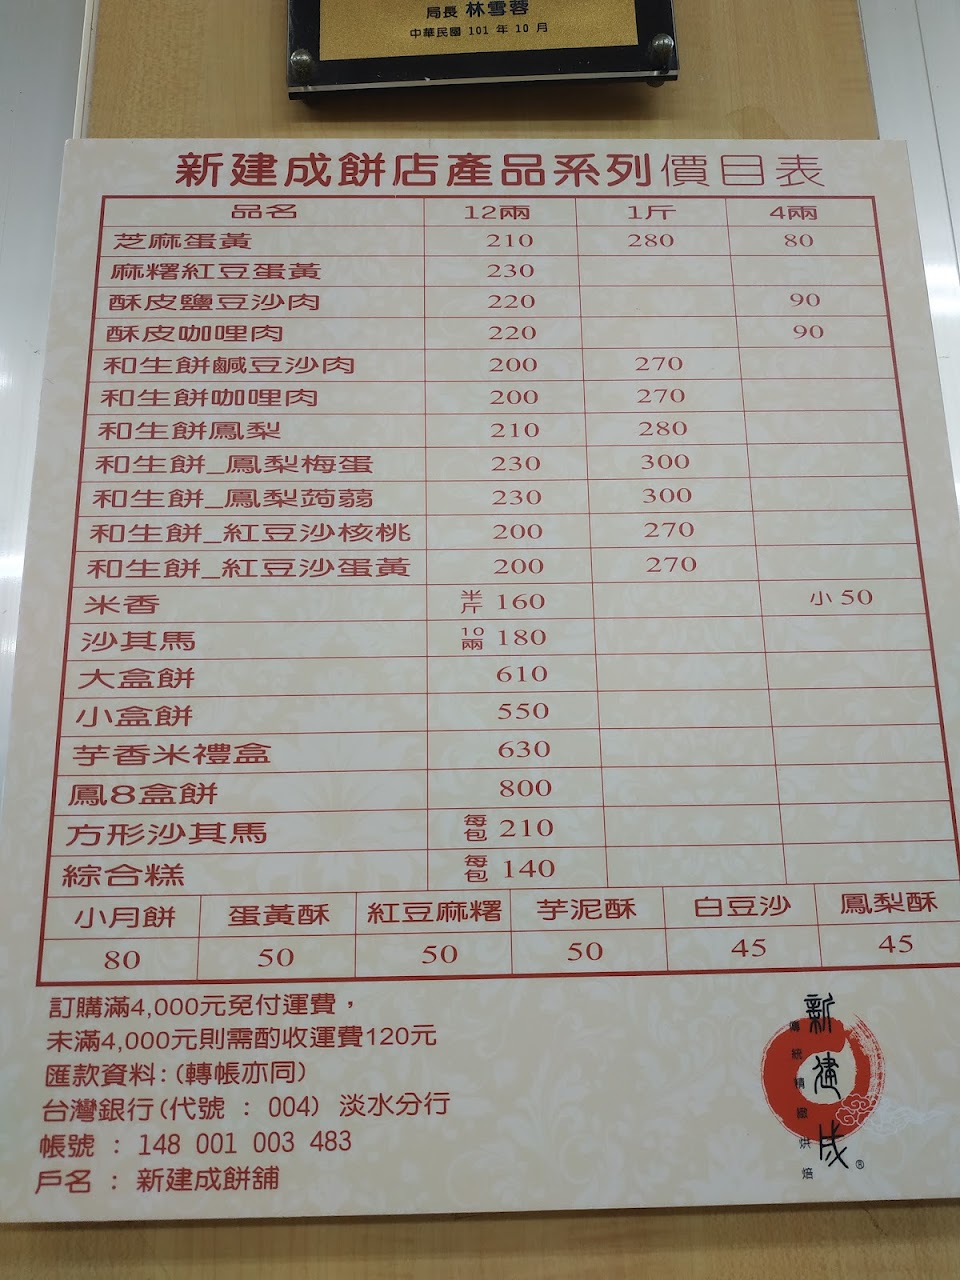 局長 林雪蓉
中華民國 101 年 10 月
新建成餅店產品系列價目表
品名 12兩 1斤 4兩
芝麻蛋黃 210 280 80
麻糬紅豆蛋黃 230
酥皮鹽豆沙肉 220 90
酥皮咖哩肉 220 90
和生餅鹹豆沙肉 200 270
和生餅咖哩肉 200 270
和生餅鳳梨 210 280
和生餅_鳳梨梅蛋 230 300
和生餅_鳳梨蒟蒻 230 300
和生餅_紅豆沙核桃 200 270
和生餅_紅豆沙蛋黃 200 270
米香 半斤 160 小 50
沙其馬 10兩 180
大盒餅 610
小盒餅 550
芋香米禮盒 630
鳳8盒餅 800
方形沙其馬 每包 210
綜合糕 每包 140
小月餅 蛋黃酥 紅豆麻糬 芋泥酥 白豆沙 鳳梨酥
80 50 50 50 45 45
訂購滿4,000元免付運費，
未滿4,000元則需酌收運費120元
匯款資料:(轉帳亦同)
台灣銀行(代號 : 004) 淡水分行
帳號 : 148 001 003 483
戶名 : 新建成餅舖
新建成®
傳統精緻烘焙